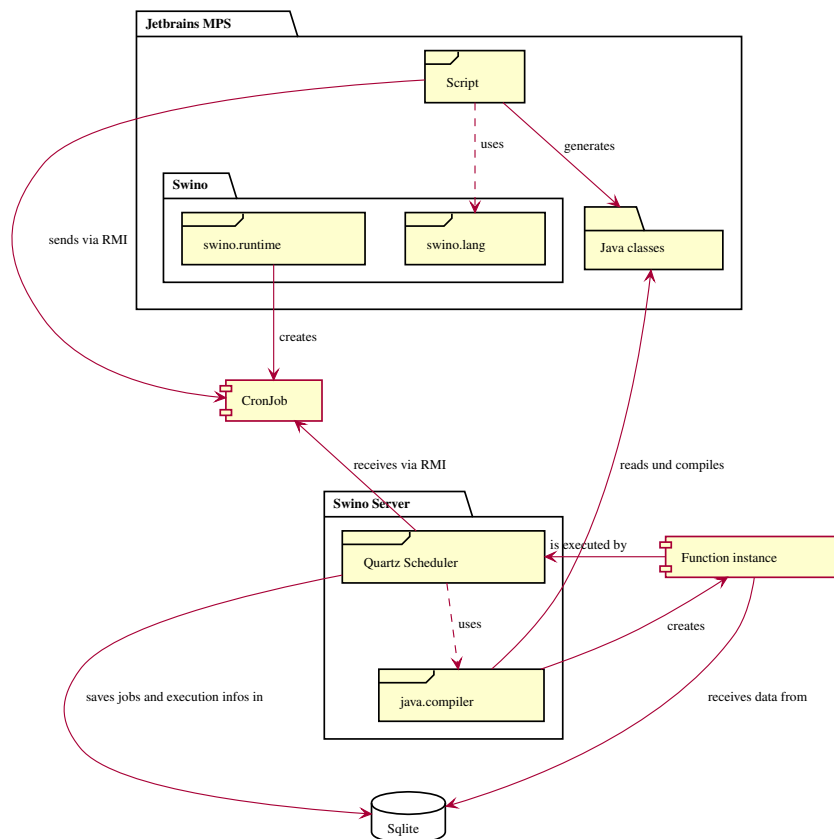 Jetbrains MPS
Script
uses
generates
Swino
swino.runtime
swino.lang
Java classes
sends via RMI
creates
CronJob
receives via RMI
reads und compiles
Swino Server
Quartz Scheduler
is executed by
Function instance
uses
creates
java.compiler
saves jobs and execution infos in
receives data from
Sqlite